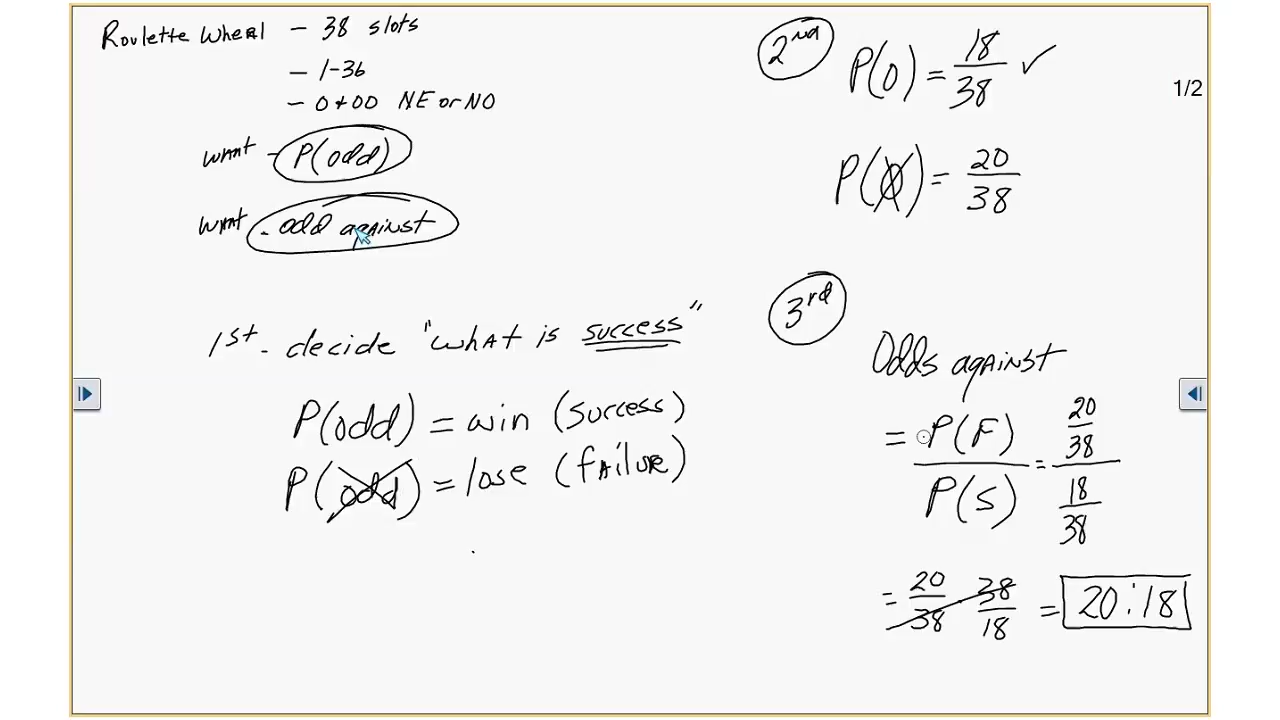 Roulette Wheel - 38 slots
- 1-36
- 0+00 NE or NO
want - P(odd)
what - odd against
1st - decide "what is success"
P(odd) = win (success)
P(odd) = lose (failure)
2nd
P(O) = 18/38 ✓
1/2
P(O) = 20/38
3rd
Odds against
= P(F)/P(S) = 20/38 / 18/38
= 20/38 · 38/18 = 20:18